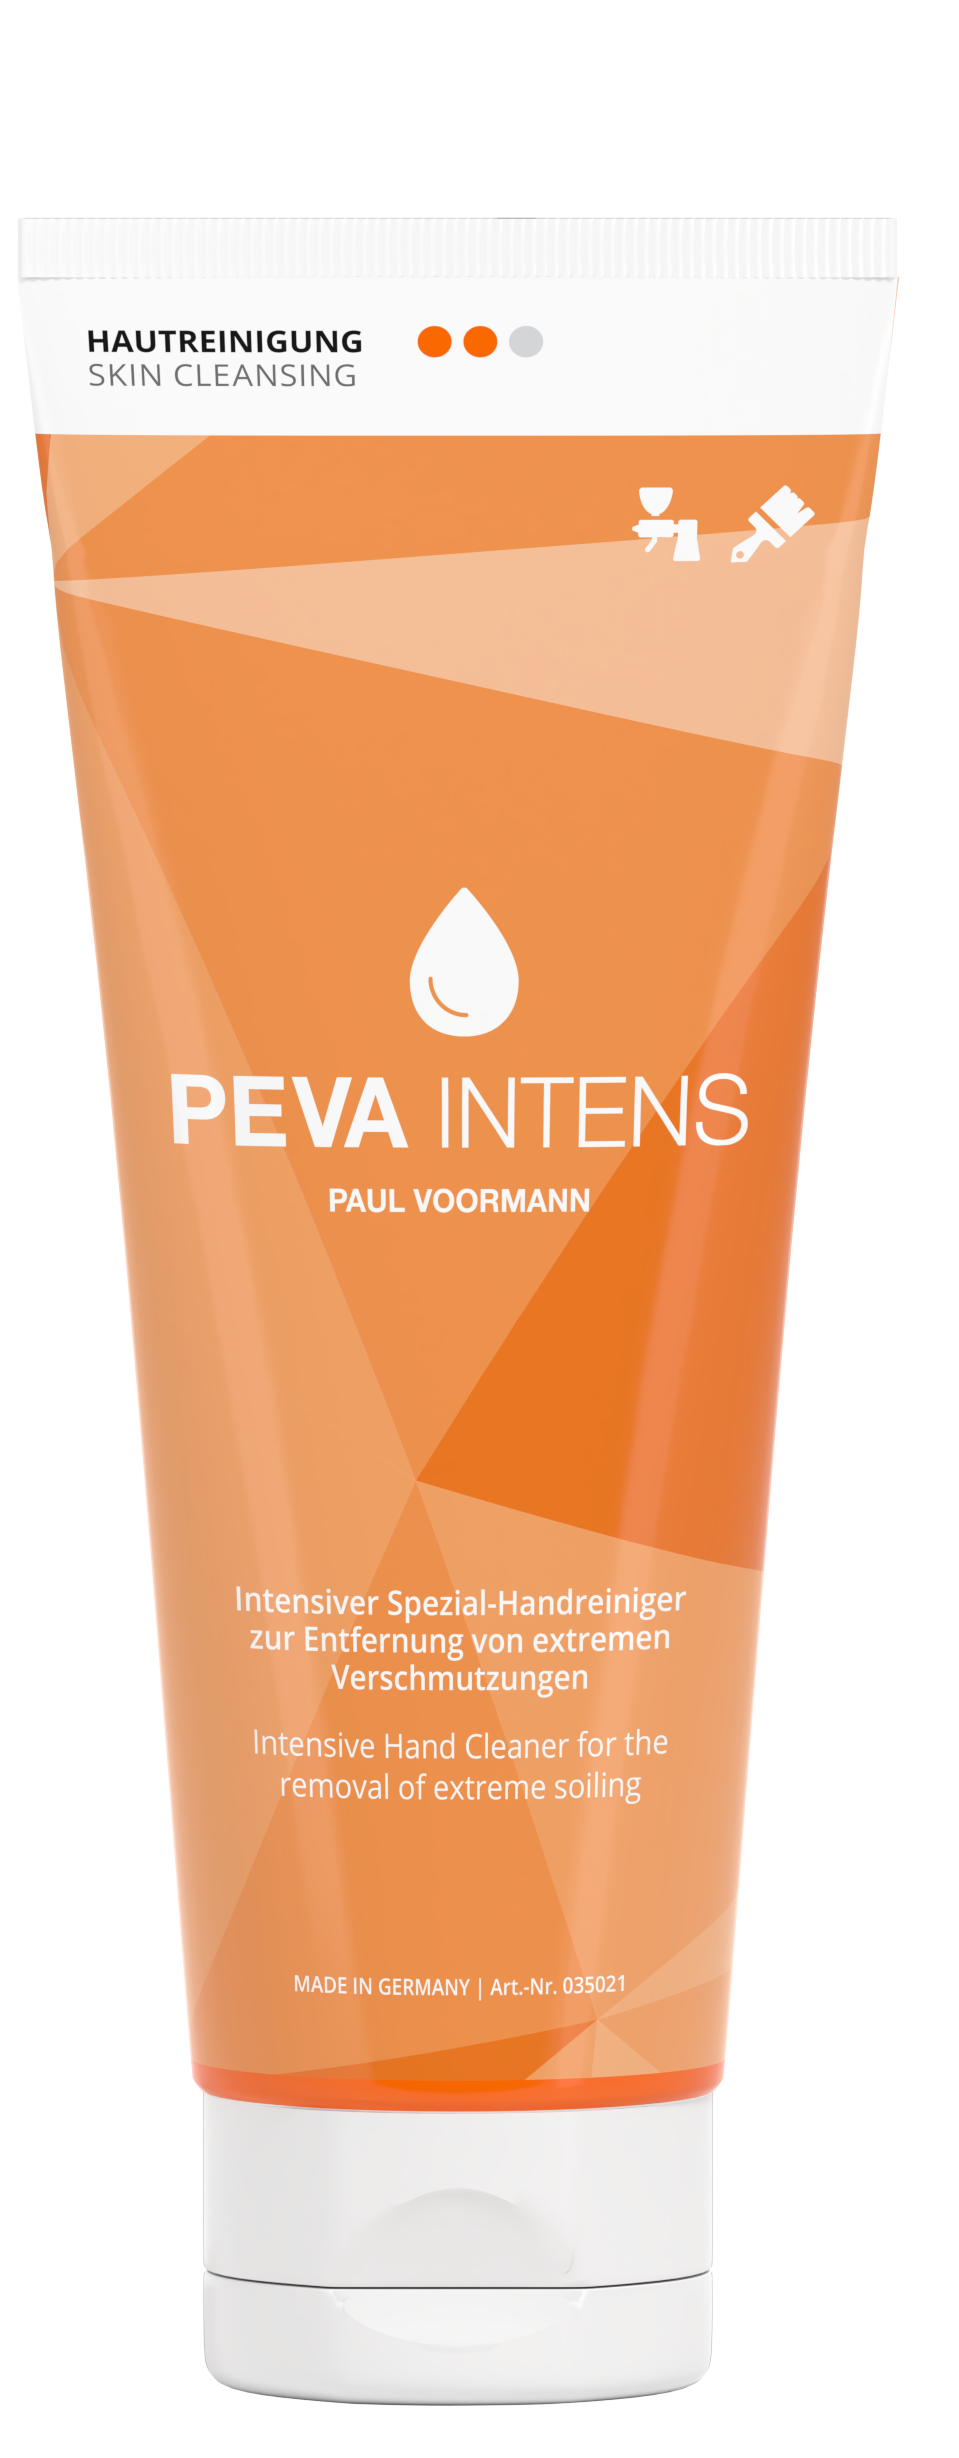 HAUTREINIGUNG
SKIN CLEANSING
PEVA INTENS
PAUL VOORMANN
Intensiver Spezial-Handreiniger
zur Entfernung von extremen
Verschmutzungen
Intensive Hand Cleaner for the
removal of extreme soiling
MADE IN GERMANY | Art.-Nr. 035021